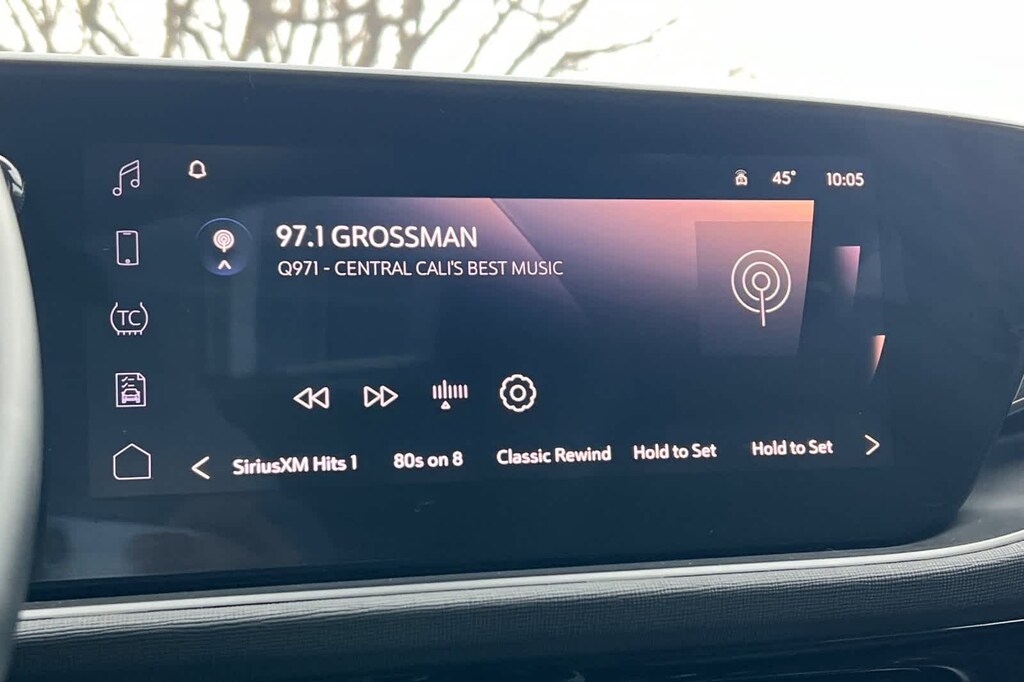 45° 10:05
97.1 GROSSMAN
Q971 - CENTRAL CALI'S BEST MUSIC
TC
SiriusXM Hits 1 80s on 8 Classic Rewind Hold to Set Hold to Set